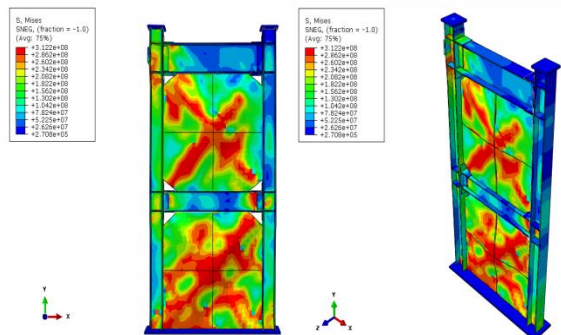 S, Mises
SNEG, (fraction = -1.0)
(Avg: 75%)
+3.122e+08
+2.862e+08
+2.602e+08
+2.342e+08
+2.082e+08
+1.822e+08
+1.562e+08
+1.302e+08
+1.042e+08
+7.824e+07
+5.225e+07
+2.626e+07
+2.708e+05
Y
X
S, Mises
SNEG, (fraction = -1.0)
(Avg: 75%)
+3.122e+08
+2.862e+08
+2.602e+08
+2.342e+08
+2.082e+08
+1.822e+08
+1.562e+08
+1.302e+08
+1.042e+08
+7.824e+07
+5.225e+07
+2.626e+07
+2.708e+05
Y
Z
X